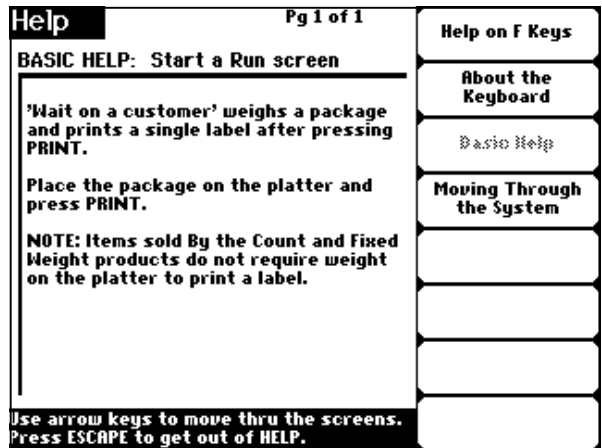 Help
Pg 1 of 1
BASIC HELP: Start a Run screen
'Wait on a customer' weighs a package
and prints a single label after pressing
PRINT.
Place the package on the platter and
press PRINT.
NOTE: Items sold By the Count and Fixed
Weight products do not require weight
on the platter to print a label.
Use arrow keys to move thru the screens.
Press ESCAPE to get out of HELP.
Help on F Keys
About the
Keyboard
Basic Help
Moving Through
the System